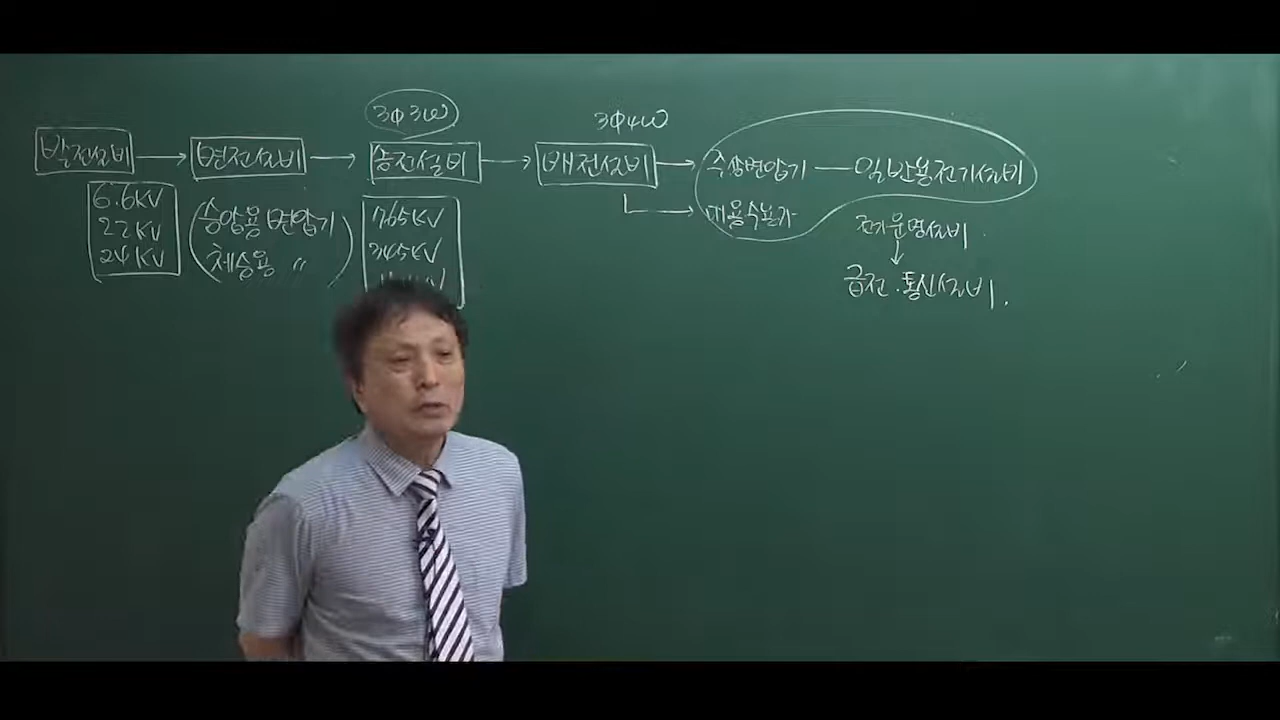 3Φ3W
3Φ4W
발전설비
변전설비
송전설비
배전설비
주상변압기 — 일반용전기설비
6.6KV
22KV
24KV
(승압용 변압기
체승용 〃)
765KV
345KV
대용수용가
전기운영설비
급전·통신설비.